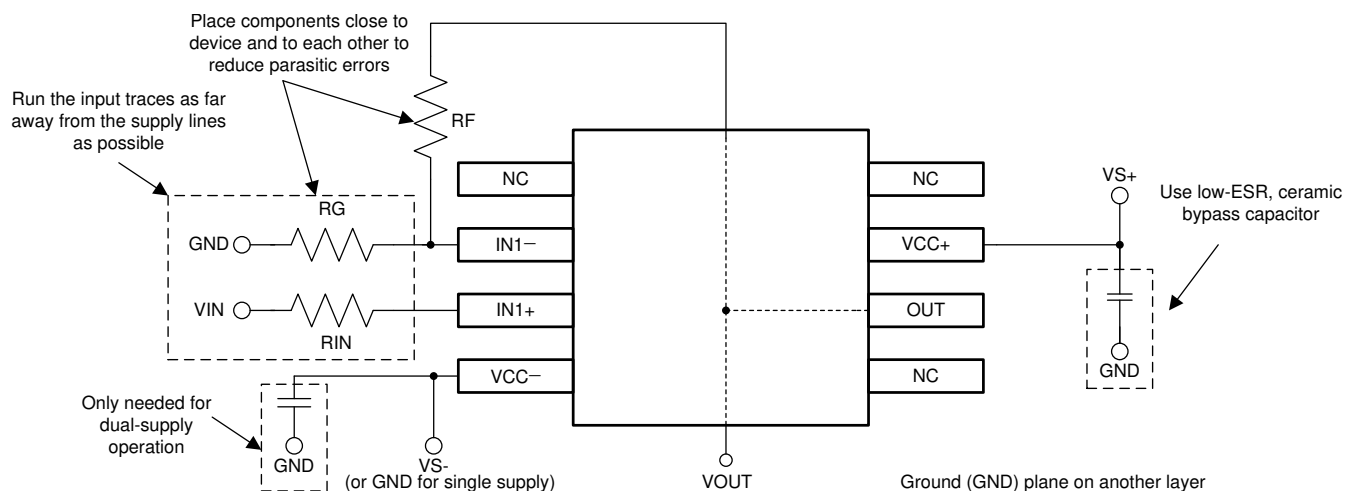 Place components close to
device and to each other to
reduce parasitic errors
Run the input traces as far
away from the supply lines
as possible
RF
NC
NC
VS+
Use low-ESR, ceramic
bypass capacitor
RG
GND
IN1−
VCC+
VIN
IN1+
OUT
RIN
VCC−
NC
GND
Only needed for
dual-supply
operation
GND
VS-
(or GND for single supply)
VOUT
Ground (GND) plane on another layer